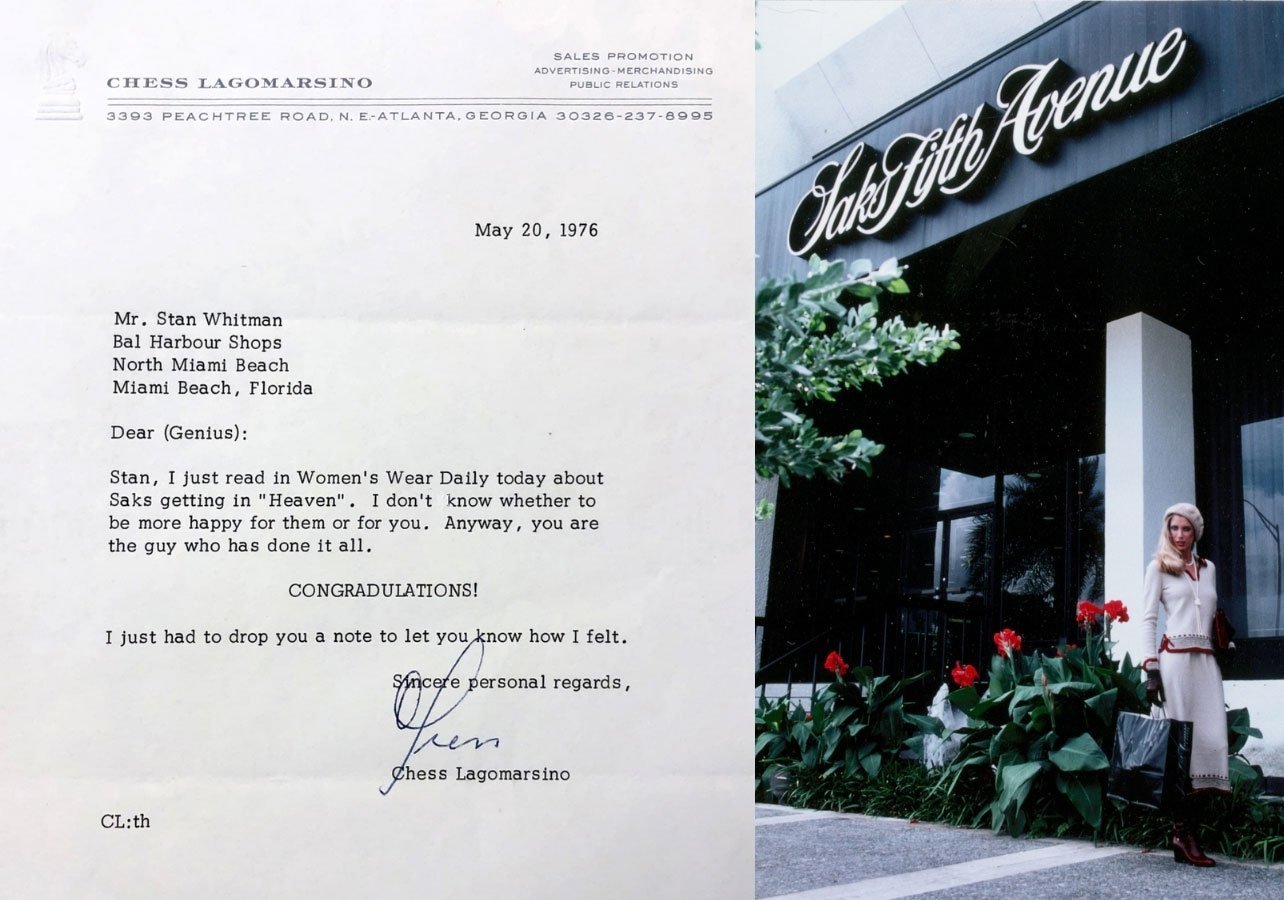 CHESS LAGOMARSINO
SALES PROMOTION
ADVERTISING-MERCHANDISING
PUBLIC RELATIONS
3393 PEACHTREE ROAD, N. E.-ATLANTA, GEORGIA 30326-237-8995
May 20, 1976
Mr. Stan Whitman
Bal Harbour Shops
North Miami Beach
Miami Beach, Florida
Dear (Genius):
Stan, I just read in Women's Wear Daily today about
Saks getting in "Heaven". I don't know whether to
be more happy for them or for you. Anyway, you are
the guy who has done it all.
CONGRADULATIONS!
I just had to drop you a note to let you know how I felt.
Sincere personal regards,
Chess
Chess Lagomarsino
CL:th
Saks Fifth Avenue